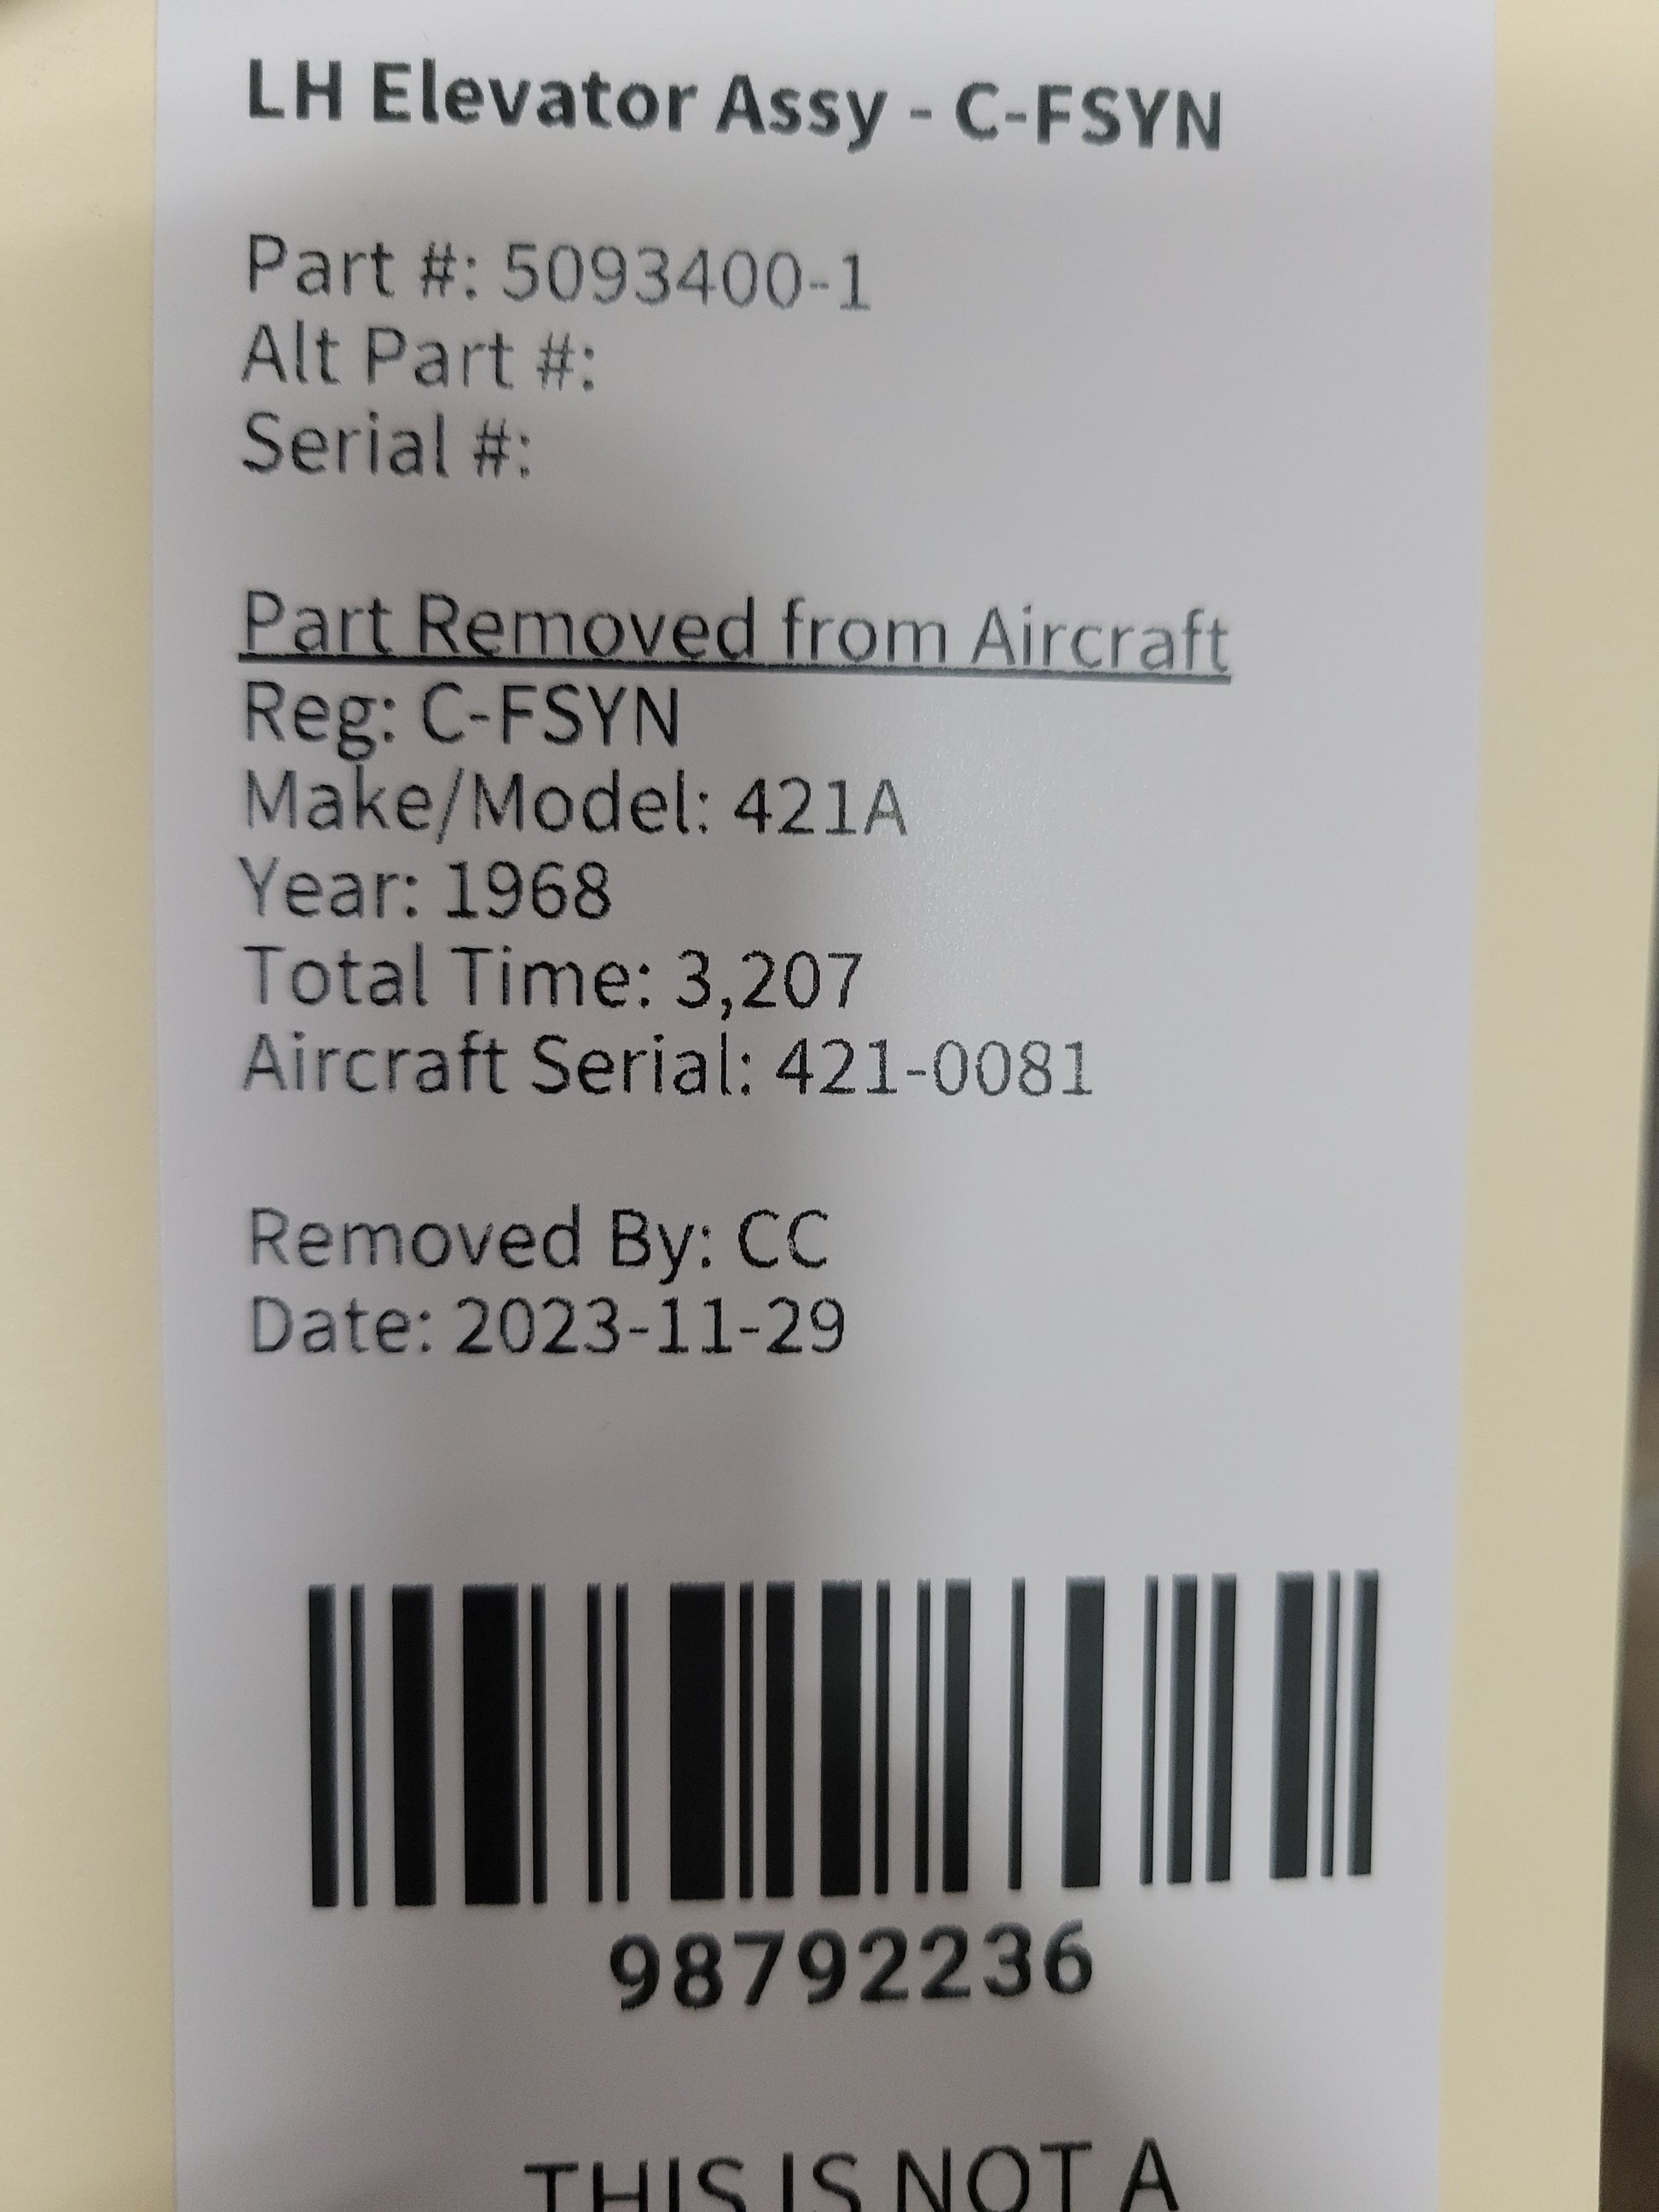 LH Elevator Assy - C-FSYN
Part #: 5093400-1
Alt Part #:
Serial #:
Part Removed from Aircraft
Reg: C-FSYN
Make/Model: 421A
Year: 1968
Total Time: 3,207
Aircraft Serial: 421-0081
Removed By: CC
Date: 2023-11-29
98792236
THIS IS NOT A